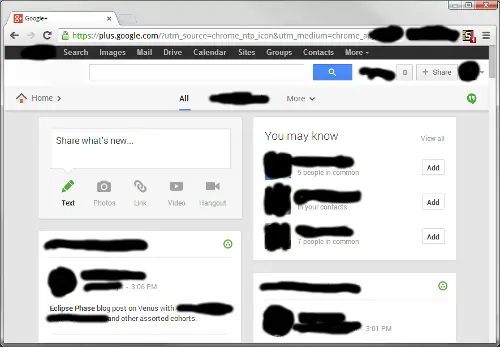 Google+
https://plus.google.com/?utm_source=chrome_ntp_icon&utm_medium=chrome_a
Search Images Mail Drive Calendar Sites Groups Contacts More
0 + Share
Home All More
Share what's new...
Text Photos Link Video Hangout
You may know View all
5 people in common Add
in your contacts Add
7 people in common Add
- 3:06 PM
Eclipse Phase blog post on Venus with
and other assorted cohorts.
3:01 PM